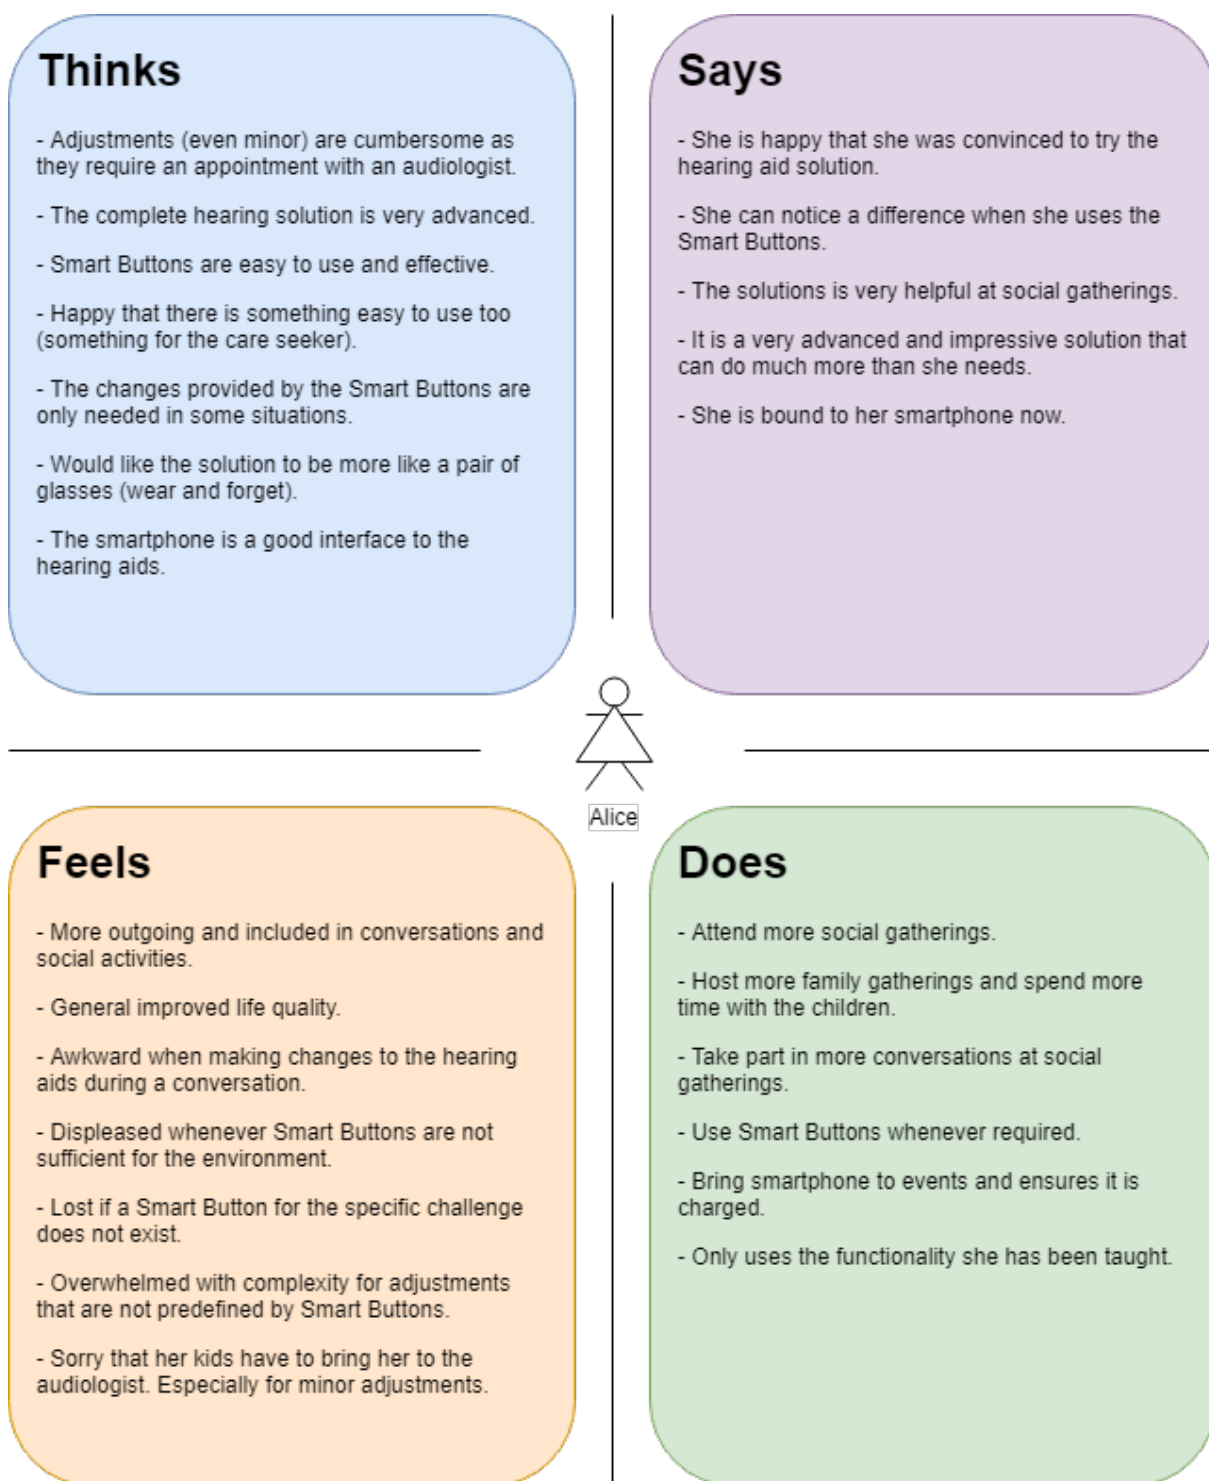 Thinks
- Adjustments (even minor) are cumbersome as
they require an appointment with an audiologist.
- The complete hearing solution is very advanced.
- Smart Buttons are easy to use and effective.
- Happy that there is something easy to use too
(something for the care seeker).
- The changes provided by the Smart Buttons are
only needed in some situations.
- Would like the solution to be more like a pair of
glasses (wear and forget).
- The smartphone is a good interface to the
hearing aids.
Says
- She is happy that she was convinced to try the
hearing aid solution.
- She can notice a difference when she uses the
Smart Buttons.
- The solutions is very helpful at social gatherings.
- It is a very advanced and impressive solution that
can do much more than she needs.
- She is bound to her smartphone now.
Alice
Feels
- More outgoing and included in conversations and
social activities.
- General improved life quality.
- Awkward when making changes to the hearing
aids during a conversation.
- Displeased whenever Smart Buttons are not
sufficient for the environment.
- Lost if a Smart Button for the specific challenge
does not exist.
- Overwhelmed with complexity for adjustments
that are not predefined by Smart Buttons.
- Sorry that her kids have to bring her to the
audiologist. Especially for minor adjustments.
Does
- Attend more social gatherings.
- Host more family gatherings and spend more
time with the children.
- Take part in more conversations at social
gatherings.
- Use Smart Buttons whenever required.
- Bring smartphone to events and ensures it is
charged.
- Only uses the functionality she has been taught.